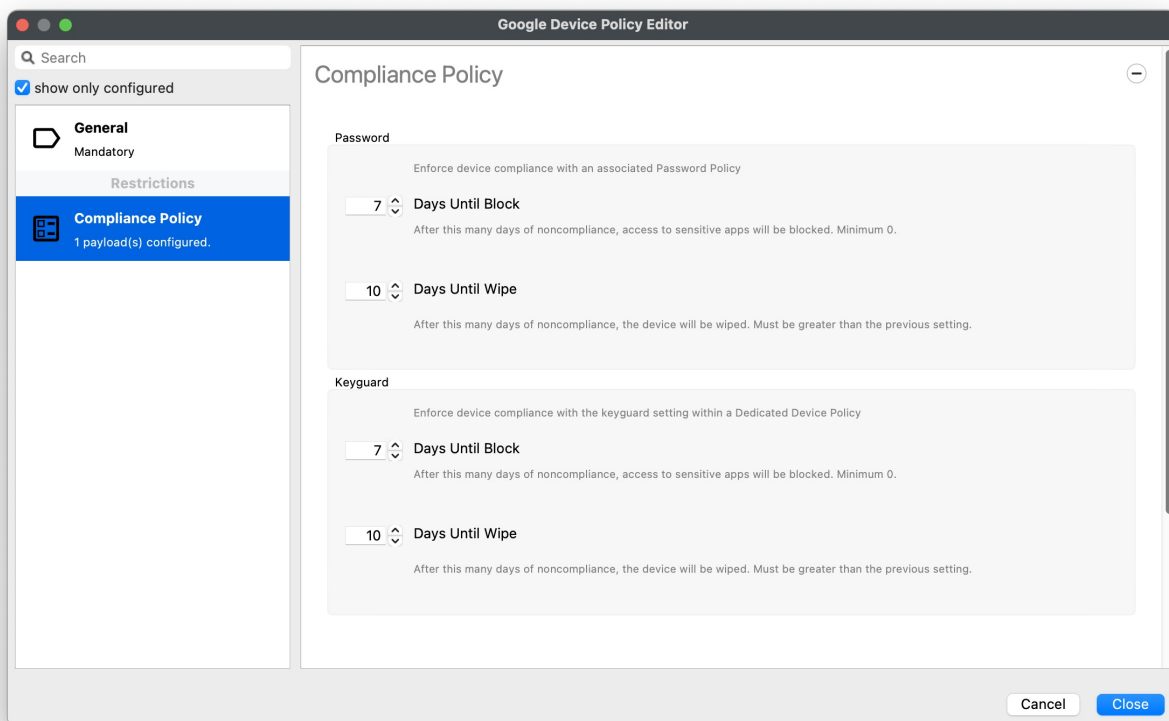 Google Device Policy Editor
Search
show only configured
General
Mandatory
Restrictions
Compliance Policy
1 payload(s) configured.
Compliance Policy
Password
Enforce device compliance with an associated Password Policy
7 Days Until Block
After this many days of noncompliance, access to sensitive apps will be blocked. Minimum 0.
10 Days Until Wipe
After this many days of noncompliance, the device will be wiped. Must be greater than the previous setting.
Keyguard
Enforce device compliance with the keyguard setting within a Dedicated Device Policy
7 Days Until Block
After this many days of noncompliance, access to sensitive apps will be blocked. Minimum 0.
10 Days Until Wipe
After this many days of noncompliance, the device will be wiped. Must be greater than the previous setting.
Cancel Close